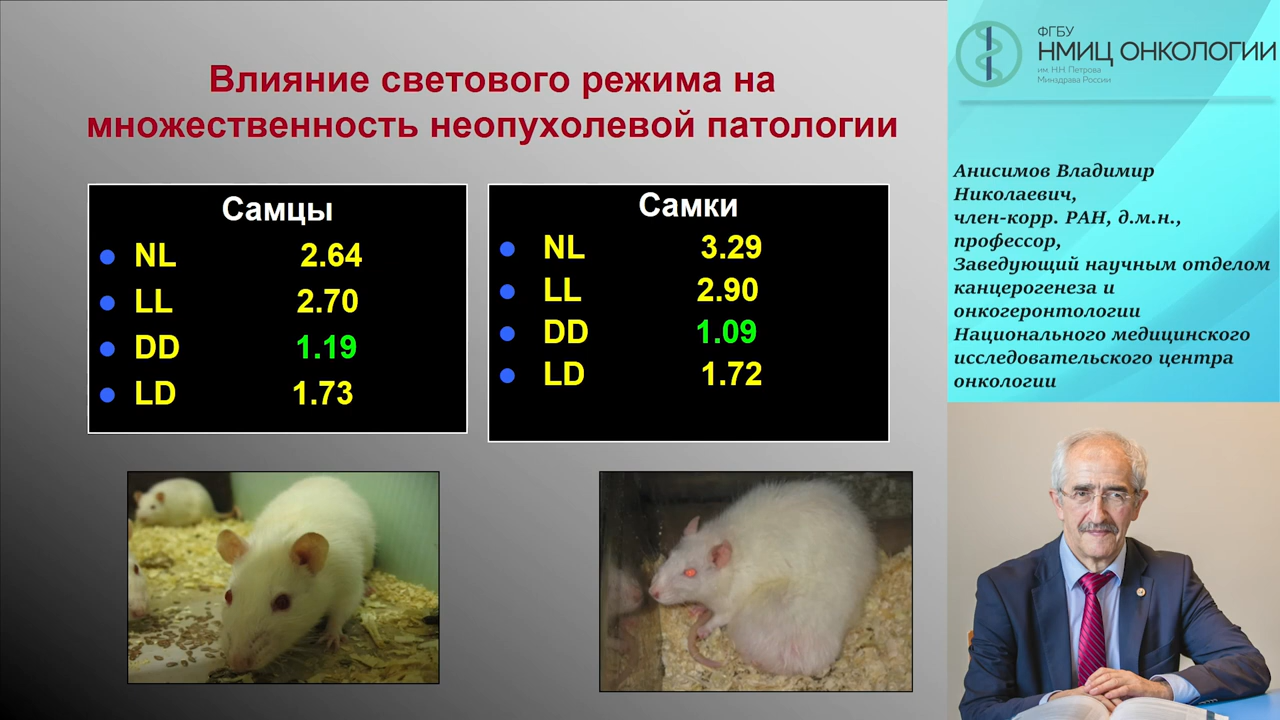 Влияние светового режима на
множественность неопухолевой патологии
Самцы
NL 2.64
LL 2.70
DD 1.19
LD 1.73
Самки
NL 3.29
LL 2.90
DD 1.09
LD 1.72
ФГБУ
НМИЦ ОНКОЛОГИИ
им. Н.Н. Петрова
Минздрава России
Анисимов Владимир
Николаевич,
член-корр. РАН, д.м.н.,
профессор,
Заведующий научным отделом
канцерогенеза и
онкогеронтологии
Национального медицинского
исследовательского центра
онкологии